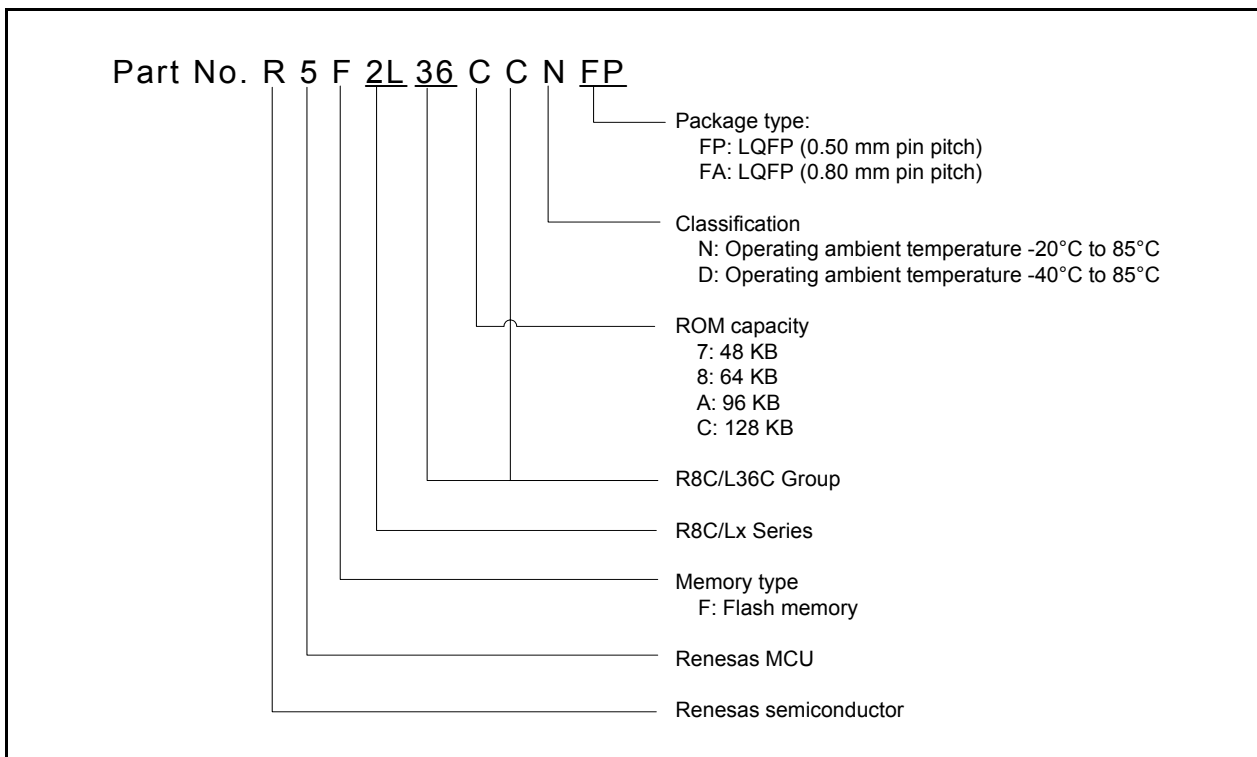 Part No. R 5 F 2L 36 C C N FP
Package type:
FP: LQFP (0.50 mm pin pitch)
FA: LQFP (0.80 mm pin pitch)
Classification
N: Operating ambient temperature -20°C to 85°C
D: Operating ambient temperature -40°C to 85°C
ROM capacity
7: 48 KB
8: 64 KB
A: 96 KB
C: 128 KB
R8C/L36C Group
R8C/Lx Series
Memory type
F: Flash memory
Renesas MCU
Renesas semiconductor